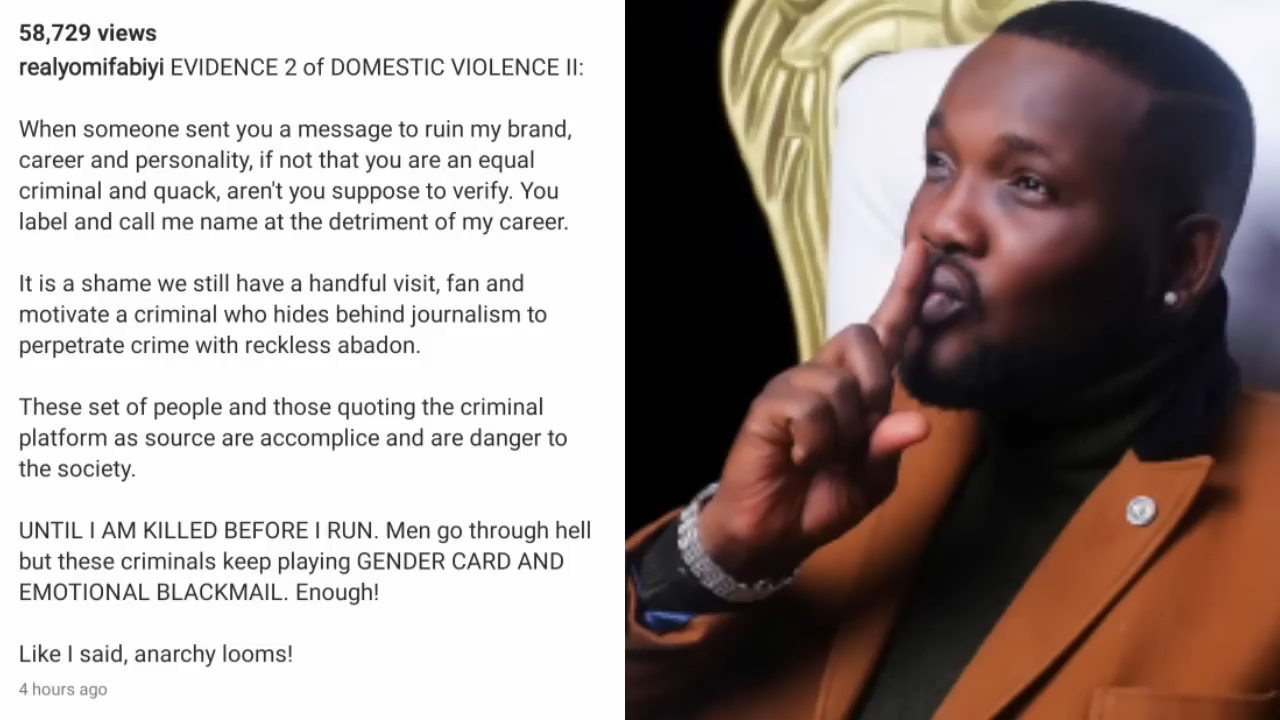 58,729 views
realyomifabiyi EVIDENCE 2 of DOMESTIC VIOLENCE II:
When someone sent you a message to ruin my brand,
career and personality, if not that you are an equal
criminal and quack, aren't you suppose to verify. You
label and call me name at the detriment of my career.
It is a shame we still have a handful visit, fan and
motivate a criminal who hides behind journalism to
perpetrate crime with reckless abadon.
These set of people and those quoting the criminal
platform as source are accomplice and are danger to
the society.
UNTIL I AM KILLED BEFORE I RUN. Men go through hell
but these criminals keep playing GENDER CARD AND
EMOTIONAL BLACKMAIL. Enough!
Like I said, anarchy looms!
4 hours ago